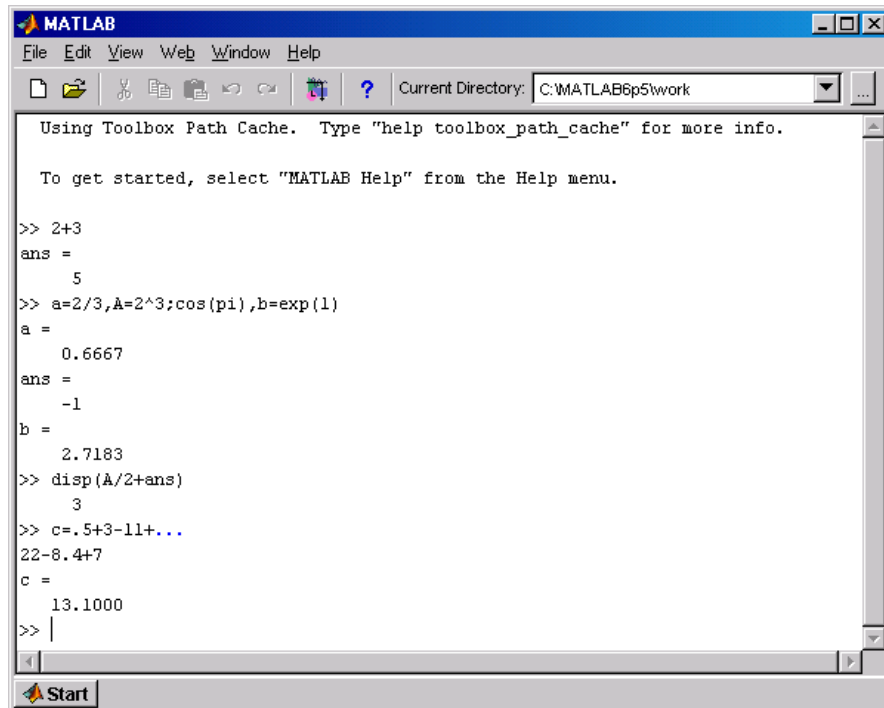 MATLAB
File Edit View Web Window Help
? Current Directory: C:\MATLAB6p5\work ...
Using Toolbox Path Cache. Type "help toolbox_path_cache" for more info.
To get started, select "MATLAB Help" from the Help menu.
>> 2+3
ans =
5
>> a=2/3,A=2^3;cos(pi),b=exp(1)
a =
0.6667
ans =
-1
b =
2.7183
>> disp(A/2+ans)
3
>> c=.5+3-11+...
22-8.4+7
c =
13.1000
>>
Start